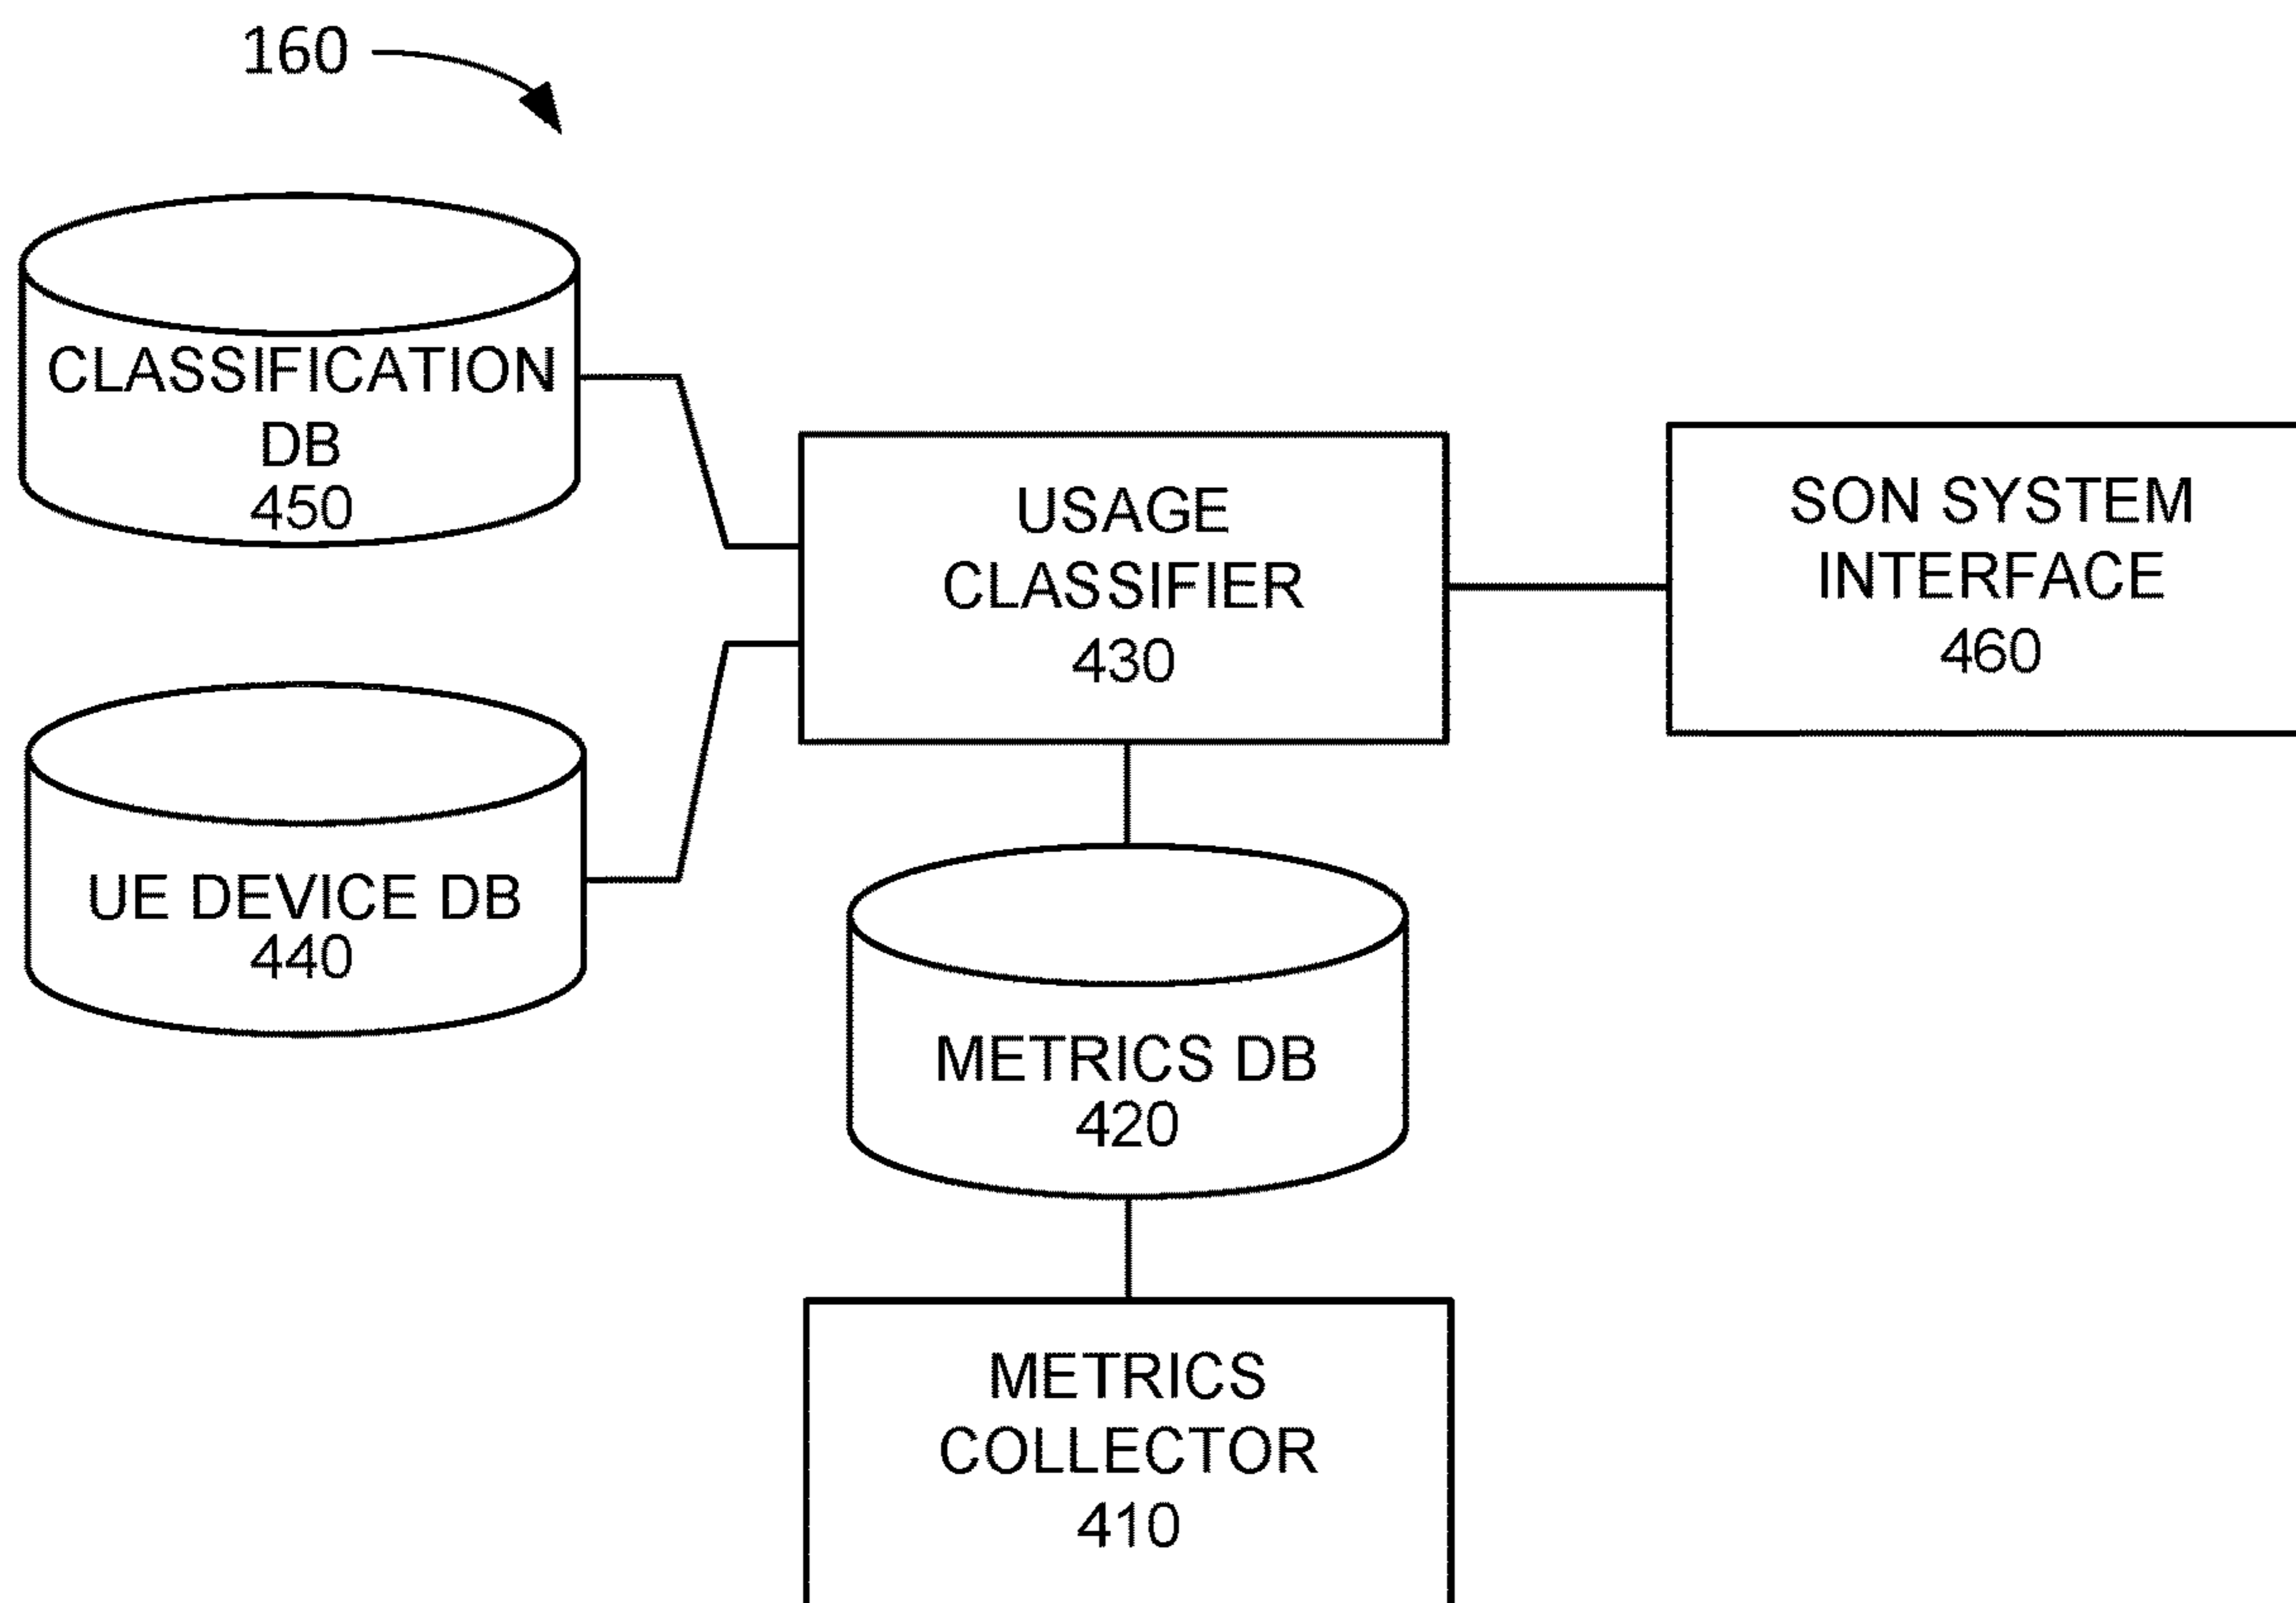 160
CLASSIFICATION
DB
450
USAGE
CLASSIFIER
430
SON SYSTEM
INTERFACE
460
UE DEVICE DB
440
METRICS DB
420
METRICS
COLLECTOR
410